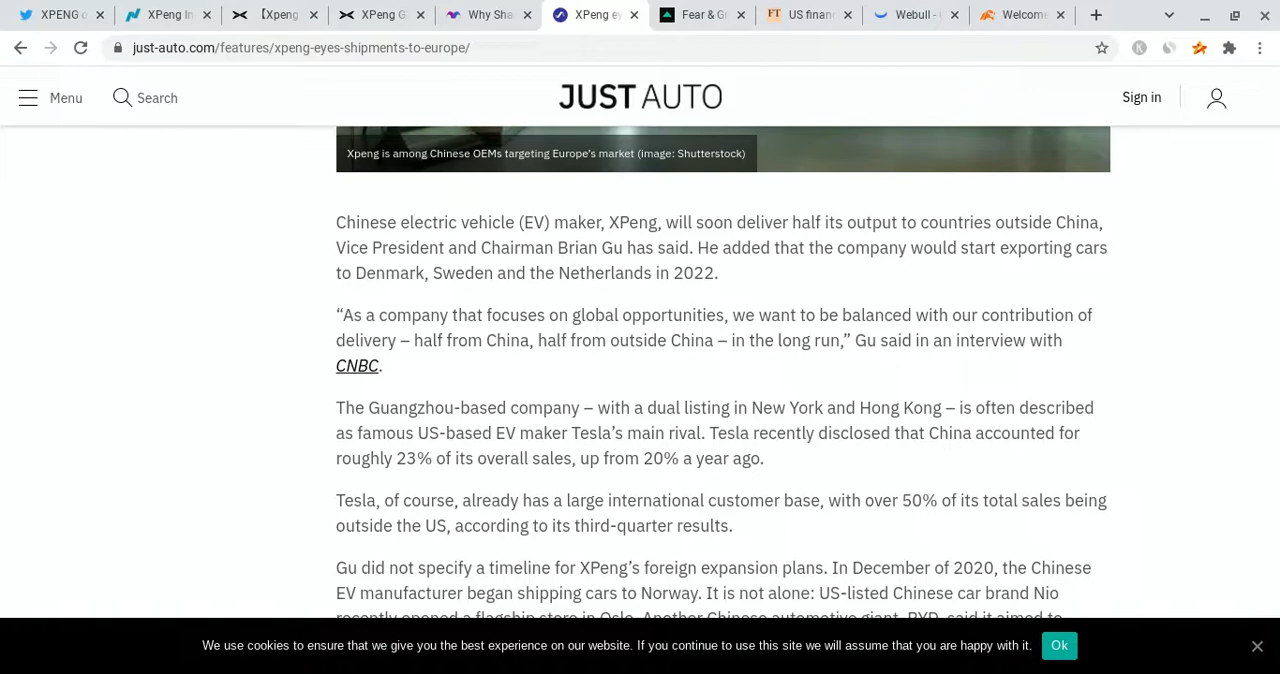 XPENG o
XPeng In
【Xpeng
XPeng G
Why Sha
XPeng ey
Fear & Gr
US financ
Webull -
Welcome
just-auto.com/features/xpeng-eyes-shipments-to-europe/
Menu
Search
JUST AUTO
Sign in
Xpeng is among Chinese OEMs targeting Europe's market (image: Shutterstock)
Chinese electric vehicle (EV) maker, XPeng, will soon deliver half its output to countries outside China,
Vice President and Chairman Brian Gu has said. He added that the company would start exporting cars
to Denmark, Sweden and the Netherlands in 2022.
“As a company that focuses on global opportunities, we want to be balanced with our contribution of
delivery – half from China, half from outside China – in the long run,” Gu said in an interview with
CNBC.
The Guangzhou-based company – with a dual listing in New York and Hong Kong – is often described
as famous US-based EV maker Tesla’s main rival. Tesla recently disclosed that China accounted for
roughly 23% of its overall sales, up from 20% a year ago.
Tesla, of course, already has a large international customer base, with over 50% of its total sales being
outside the US, according to its third-quarter results.
Gu did not specify a timeline for XPeng’s foreign expansion plans. In December of 2020, the Chinese
EV manufacturer began shipping cars to Norway. It is not alone: US-listed Chinese car brand Nio
recently opened a flagship store in Oslo. Another Chinese automotive giant, BYD, said it aimed to
We use cookies to ensure that we give you the best experience on our website. If you continue to use this site we will assume that you are happy with it.
Ok